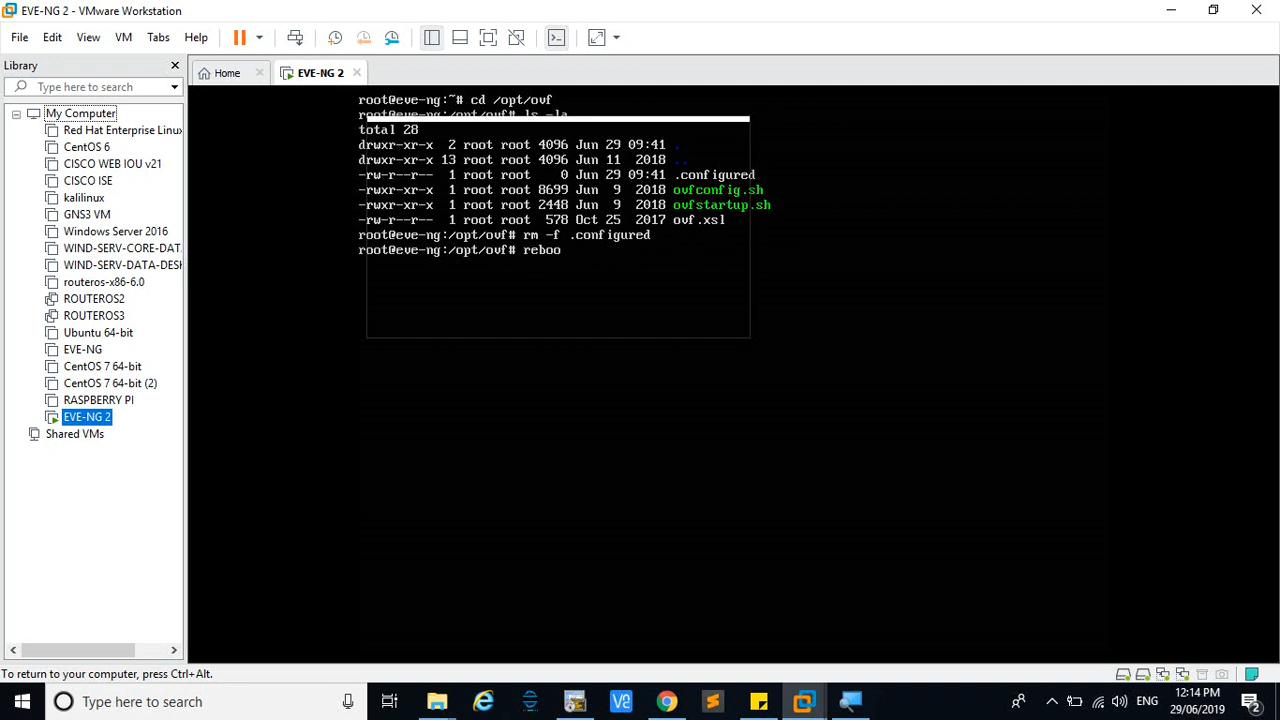 EVE-NG 2 - VMware Workstation
File Edit View VM Tabs Help
Library
Type here to search
Home
EVE-NG 2
My Computer
Red Hat Enterprise Linux
CentOS 6
CISCO WEB IOU v21
CISCO ISE
kalilinux
GNS3 VM
Windows Server 2016
WIND-SERV-CORE-DAT
WIND-SERV-DATA-DESH
routeros-x86-6.0
ROUTEROS2
ROUTEROS3
Ubuntu 64-bit
EVE-NG
CentOS 7 64-bit
CentOS 7 64-bit (2)
RASPBERRY PI
EVE-NG 2
Shared VMs
root@eve-ng:~# cd /opt/ovf
root@eve-ng:/opt/ovf# ls -la
total 28
drwxr-xr-x 2 root root 4096 Jun 29 09:41 .
drwxr-xr-x 13 root root 4096 Jun 11 2018 ..
-rw-r--r-- 1 root root 0 Jun 29 09:41 .configured
-rwxr-xr-x 1 root root 8699 Jun 9 2018 ovfconfig.sh
-rwxr-xr-x 1 root root 2448 Jun 9 2018 ovfstartup.sh
-rw-r--r-- 1 root root 578 Oct 25 2017 ovf.xsl
root@eve-ng:/opt/ovf# rm -f .configured
root@eve-ng:/opt/ovf# reboo
To return to your computer, press Ctrl+Alt.
Type here to search
ENG
12:14 PM
29/06/2019
2